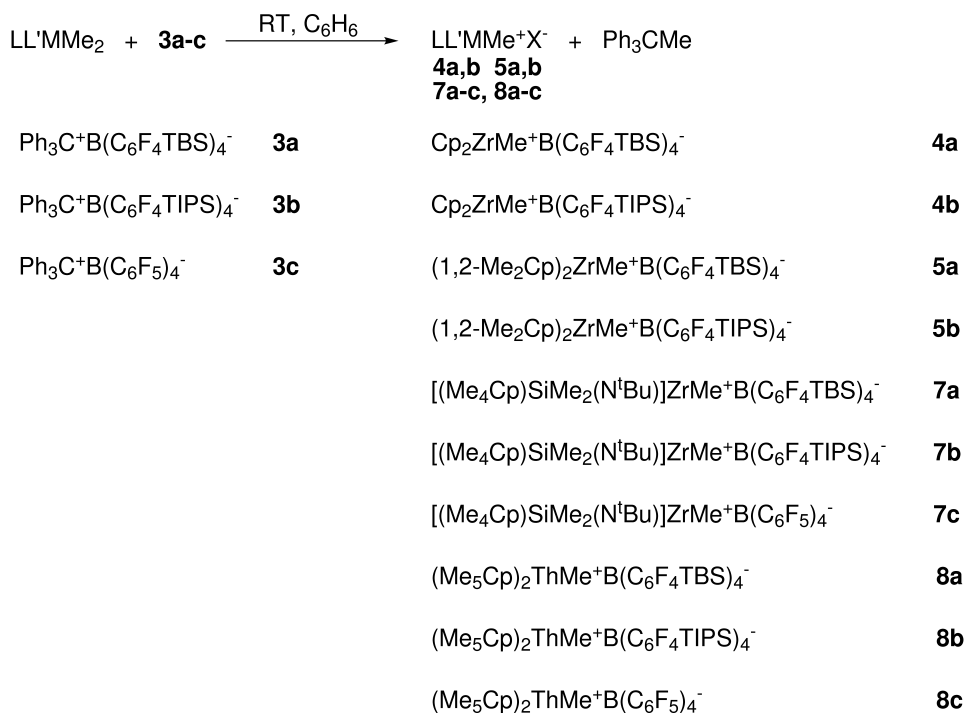 RT, C6H6
LL'MMe2 + 3a-c LL'MMe+X- + Ph3CMe
4a,b 5a,b
7a-c, 8a-c
Ph3C+B(C6F4TBS)4- 3a Cp2ZrMe+B(C6F4TBS)4- 4a
Ph3C+B(C6F4TIPS)4- 3b Cp2ZrMe+B(C6F4TIPS)4- 4b
Ph3C+B(C6F5)4- 3c (1,2-Me2Cp)2ZrMe+B(C6F4TBS)4- 5a
(1,2-Me2Cp)2ZrMe+B(C6F4TIPS)4- 5b
[(Me4Cp)SiMe2(NtBu)]ZrMe+B(C6F4TBS)4- 7a
[(Me4Cp)SiMe2(NtBu)]ZrMe+B(C6F4TIPS)4- 7b
[(Me4Cp)SiMe2(NtBu)]ZrMe+B(C6F5)4- 7c
(Me5Cp)2ThMe+B(C6F4TBS)4- 8a
(Me5Cp)2ThMe+B(C6F4TIPS)4- 8b
(Me5Cp)2ThMe+B(C6F5)4- 8c